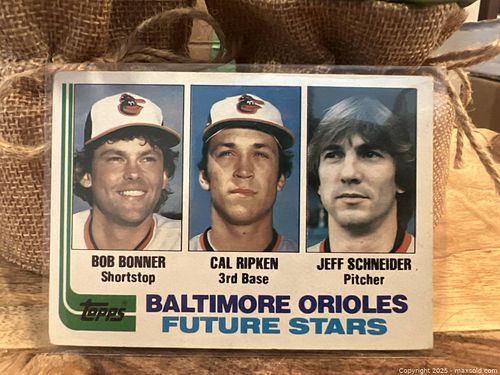 BOB BONNER
Shortstop
CAL RIPKEN
3rd Base
JEFF SCHNEIDER
Pitcher
Topps
BALTIMORE ORIOLES
FUTURE STARS
Copyright 2025 - maxsold.com